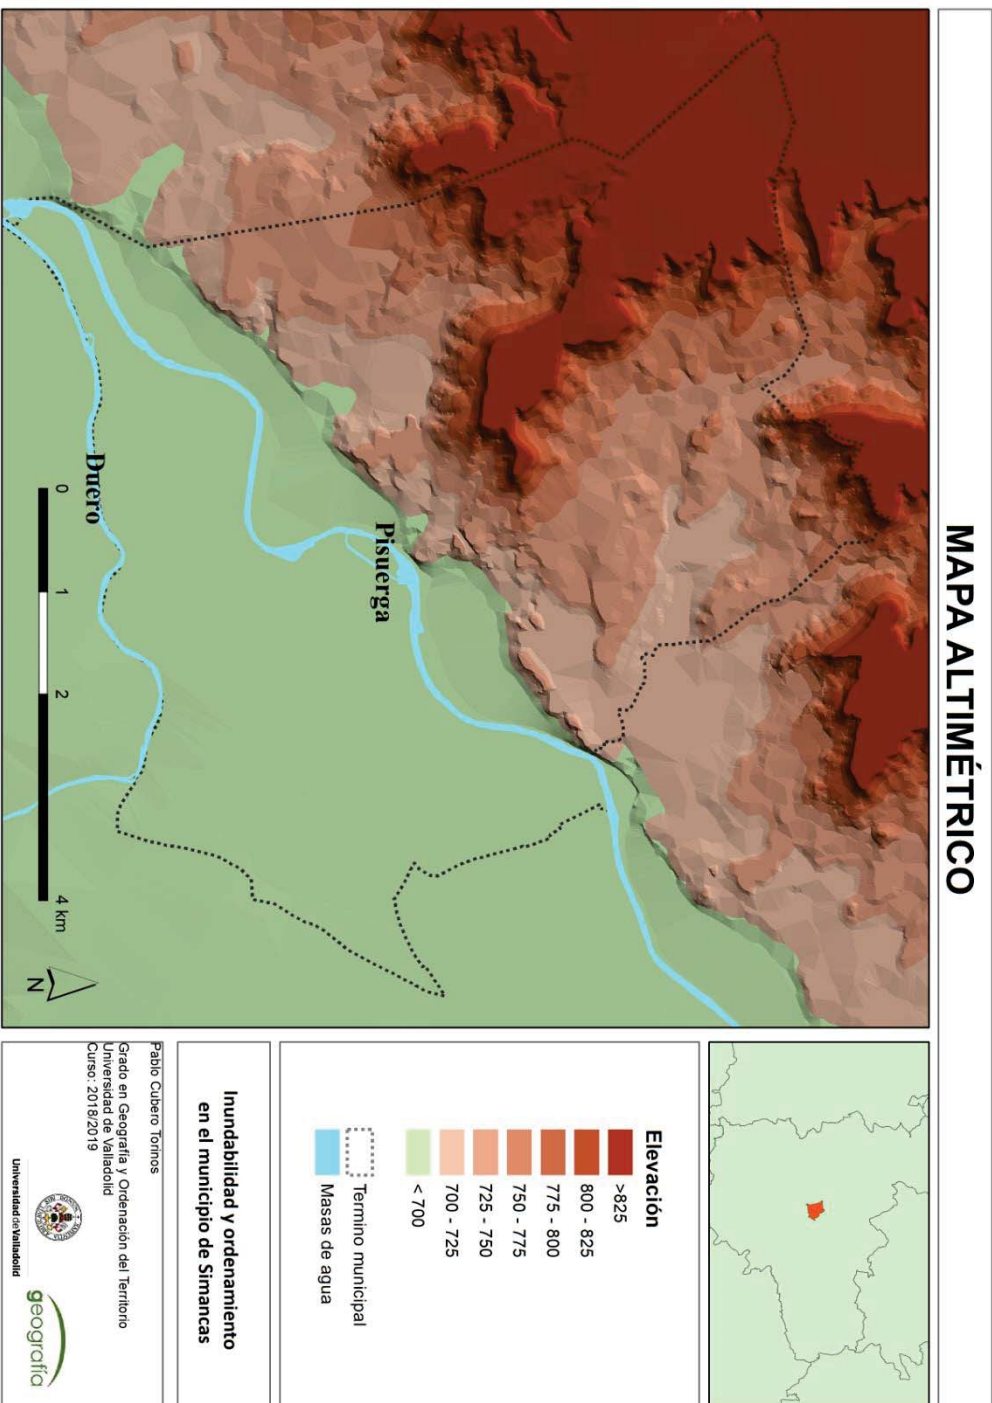 MAPA ALTIMÉTRICO
Pisuerga
Duero
0 1 2 4 km
N
Elevación
>825
800 - 825
775 - 800
750 - 775
725 - 750
700 - 725
< 700
Termino municipal
Masas de agua
Inundabilidad y ordenamiento
en el municipio de Simancas
Pablo Cubero Torinos
Grado en Geografía y Ordenación del Territorio
Universidad de Valladolid
Curso: 2018/2019
UniversidaddeValladolid
geografía